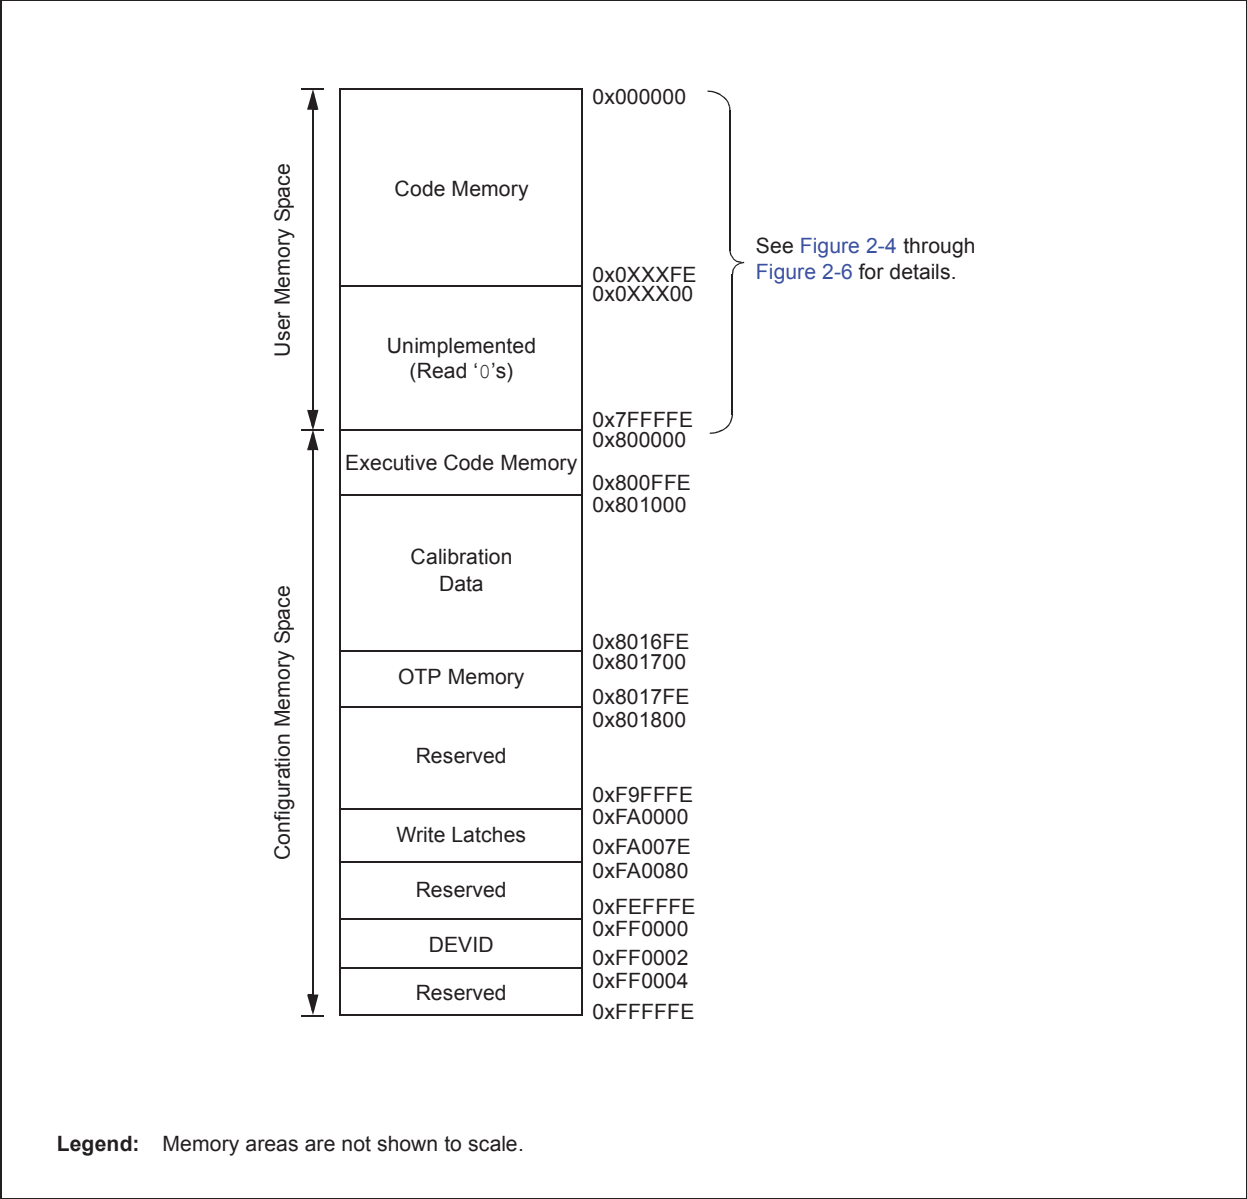 0x000000
Code Memory
User Memory Space
See Figure 2-4 through
Figure 2-6 for details.
0x0XXXFE
0x0XXX00
Unimplemented
(Read ‘0’s)
0x7FFFFE
0x800000
Executive Code Memory
0x800FFE
0x801000
Calibration
Data
Configuration Memory Space
0x8016FE
0x801700
OTP Memory
0x8017FE
0x801800
Reserved
0xF9FFFE
0xFA0000
Write Latches
0xFA007E
0xFA0080
Reserved
0xFEFFFE
0xFF0000
DEVID
0xFF0002
0xFF0004
Reserved
0xFFFFFE
Legend: Memory areas are not shown to scale.